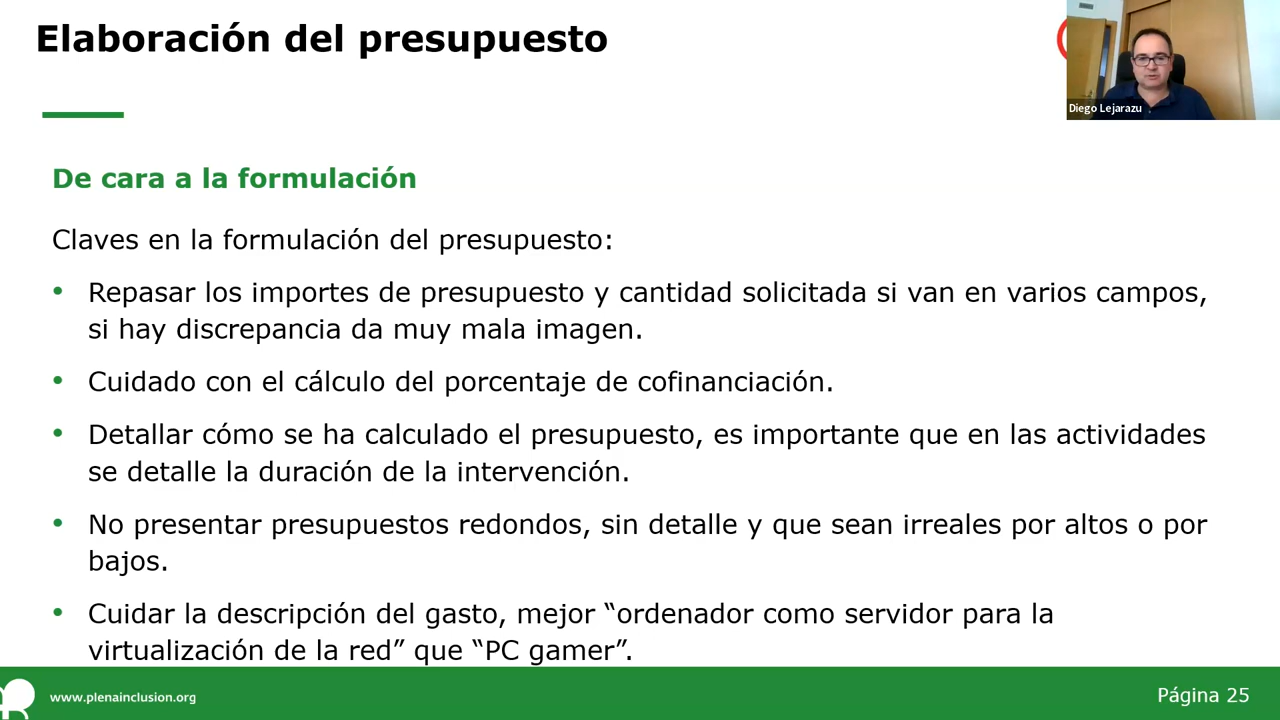 Elaboración del presupuesto
Diego Lejarazu
De cara a la formulación
Claves en la formulación del presupuesto:
• Repasar los importes de presupuesto y cantidad solicitada si van en varios campos,
si hay discrepancia da muy mala imagen.
• Cuidado con el cálculo del porcentaje de cofinanciación.
• Detallar cómo se ha calculado el presupuesto, es importante que en las actividades
se detalle la duración de la intervención.
• No presentar presupuestos redondos, sin detalle y que sean irreales por altos o por
bajos.
• Cuidar la descripción del gasto, mejor “ordenador como servidor para la
virtualización de la red” que “PC gamer”.
www.plenainclusion.org
Página 25